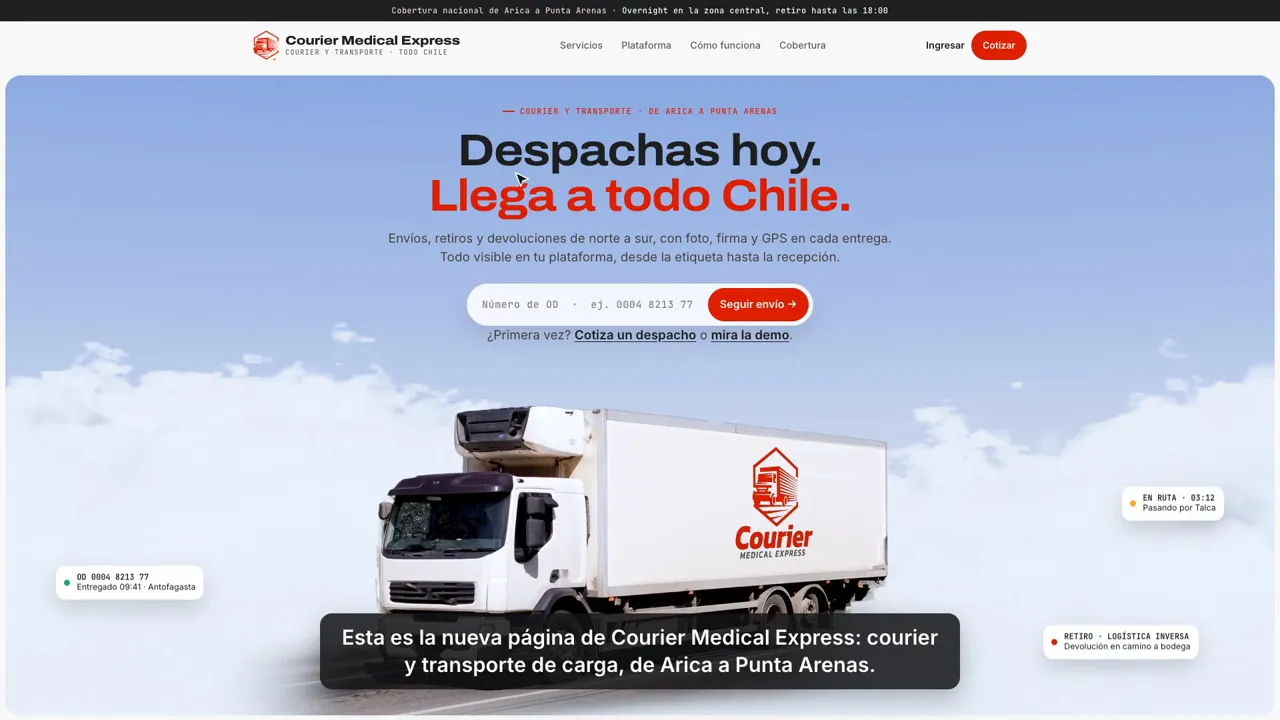 Cobertura nacional de Arica a Punta Arenas · Overnight en la zona central, retiro hasta las 18:00
Courier Medical Express
COURIER Y TRANSPORTE · TODO CHILE
Servicios Plataforma Cómo funciona Cobertura
Ingresar Cotizar
COURIER Y TRANSPORTE · DE ARICA A PUNTA ARENAS
Despachas hoy.
Llega a todo Chile.
Envíos, retiros y devoluciones de norte a sur, con foto, firma y GPS en cada entrega.
Todo visible en tu plataforma, desde la etiqueta hasta la recepción.
Número de OD · ej. 0004 8213 77 Seguir envío →
¿Primera vez? Cotiza un despacho o mira la demo.
Courier
MEDICAL EXPRESS
EN RUTA · 03:12
Pasando por Talca
OD 0004 8213 77
Entregado 09:41 · Antofagasta
RETIRO · LOGÍSTICA INVERSA
Devolución en camino a bodega
Esta es la nueva página de Courier Medical Express: courier
y transporte de carga, de Arica a Punta Arenas.